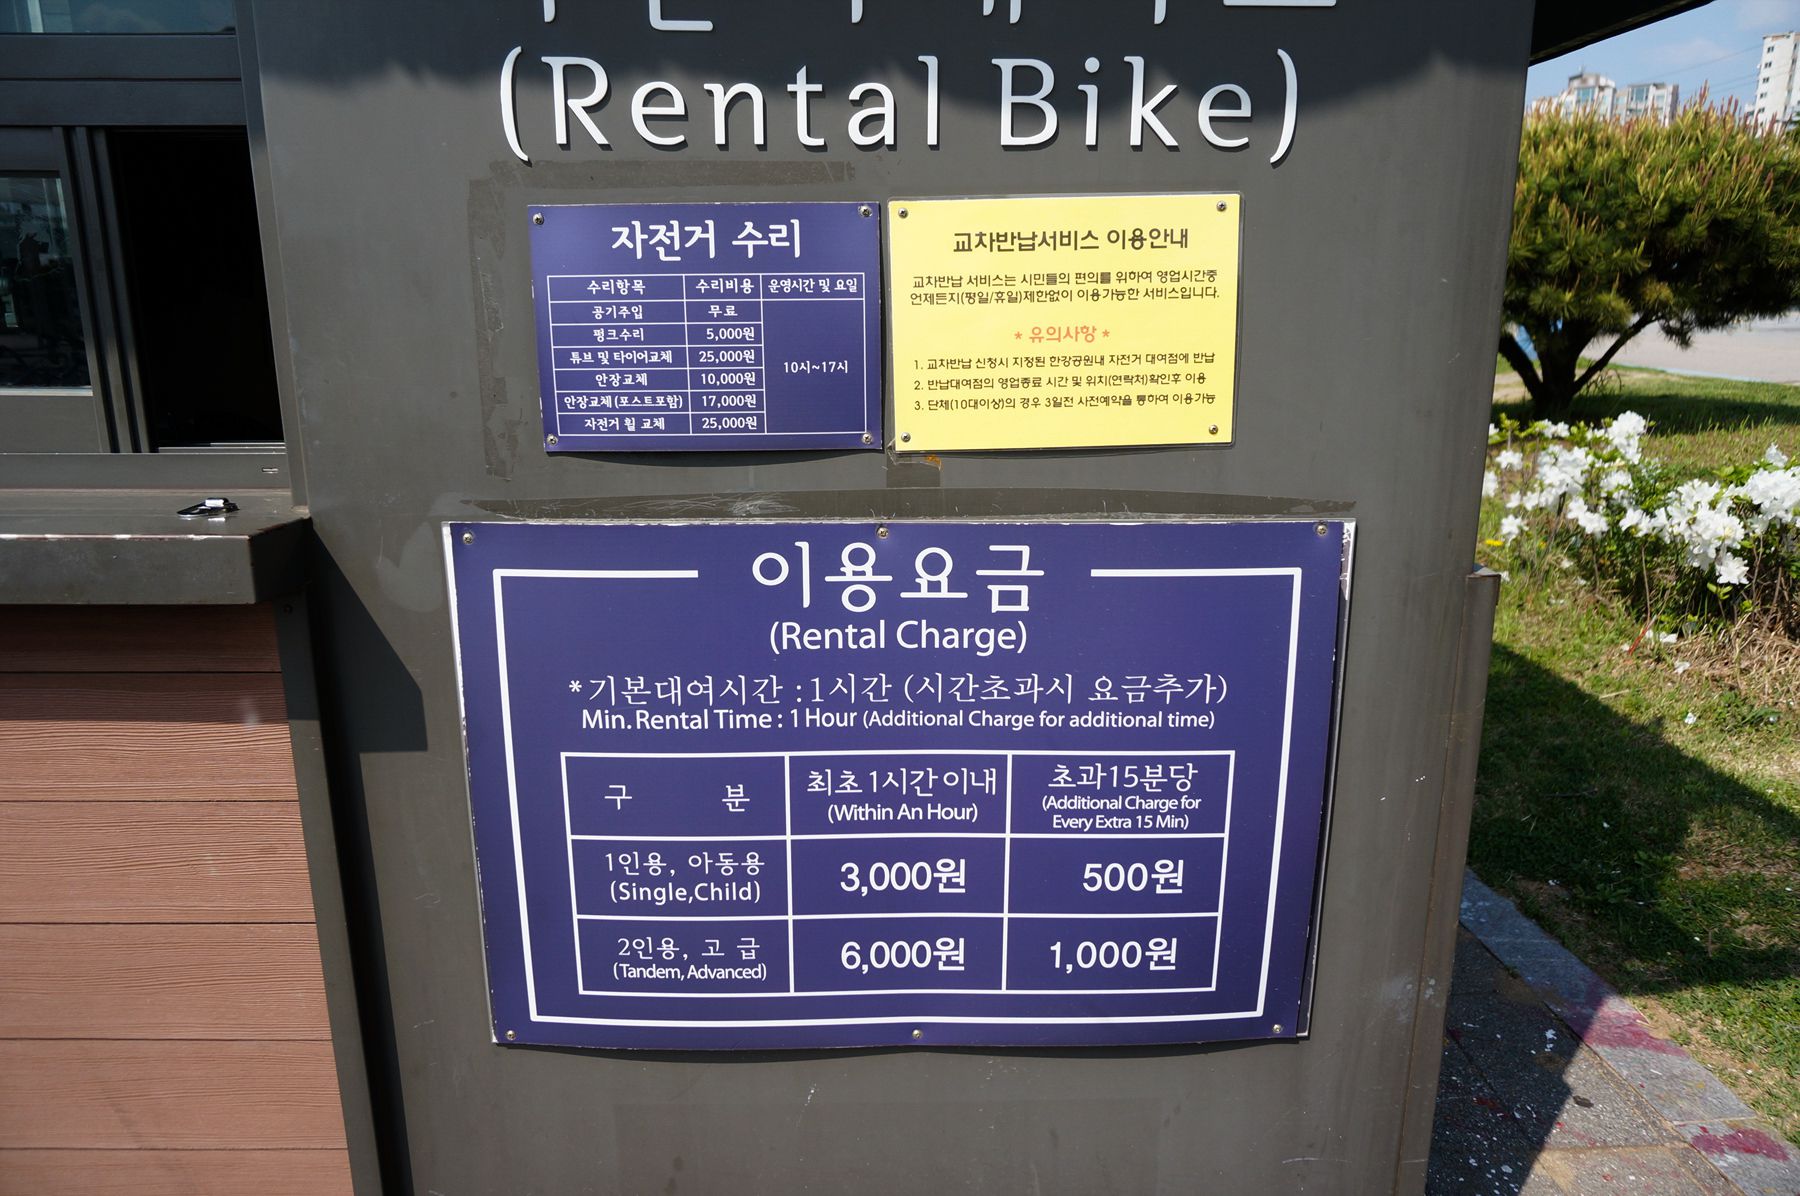 (Rental Bike)
자전거 수리
수리항목 수리비용 운영시간 및 요일
공기주입 무료
펑크수리 5,000원
튜브 및 타이어교체 25,000원
10시~17시
안장교체 10,000원
안장교체(포스트포함) 17,000원
자전거 휠 교체 25,000원
교차반납서비스 이용안내
교차반납 서비스는 시민들의 편의를 위하여 영업시간중
언제든지(평일/휴일)제한없이 이용가능한 서비스입니다.
* 유의사항 *
1. 교차반납 신청시 지정된 한강공원내 자전거 대여점에 반납
2. 반납대여점의 영업종료 시간 및 위치(연락처)확인후 이용
3. 단체(10대이상)의 경우 3일전 사전예약을 통하여 이용가능
이용요금
(Rental Charge)
*기본대여시간 : 1시간 (시간초과시 요금추가)
Min. Rental Time : 1 Hour (Additional Charge for additional time)
구 분 최초 1시간 이내 초과15분당
(Within An Hour) (Additional Charge for
Every Extra 15 Min)
1인용, 아동용 3,000원 500원
(Single,Child)
2인용, 고 급 6,000원 1,000원
(Tandem, Advanced)